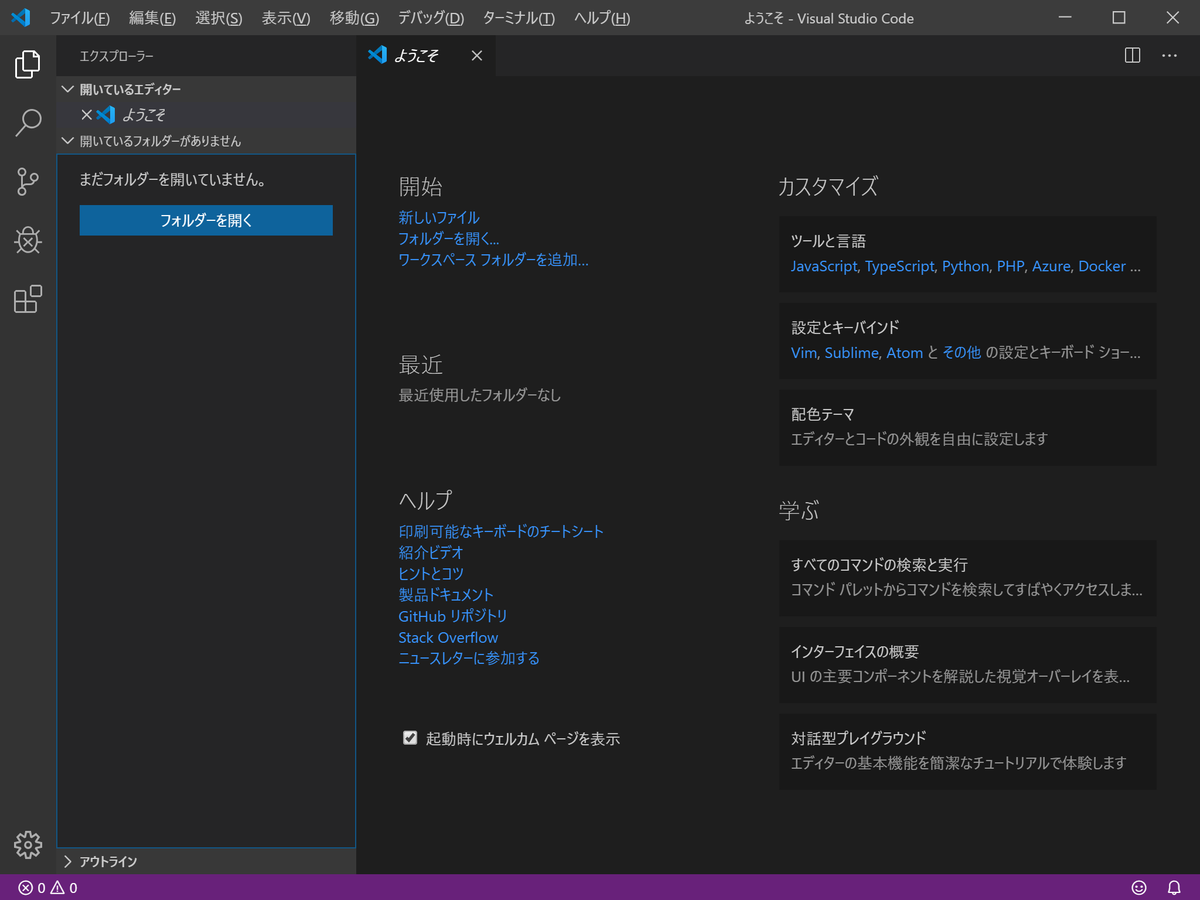 ファイル(F) 編集(E) 選択(S) 表示(V) 移動(G) デバッグ(D) ターミナル(T) ヘルプ(H) ようこそ - Visual Studio Code
エクスプローラー
開いているエディター
ようこそ
開いているフォルダーがありません
まだフォルダーを開いていません。
フォルダーを開く
アウトライン
ようこそ
開始
新しいファイル
フォルダーを開く...
ワークスペース フォルダーを追加...
最近
最近使用したフォルダーなし
ヘルプ
印刷可能なキーボードのチートシート
紹介ビデオ
ヒントとコツ
製品ドキュメント
GitHub リポジトリ
Stack Overflow
ニュースレターに参加する
起動時にウェルカム ページを表示
カスタマイズ
ツールと言語
JavaScript, TypeScript, Python, PHP, Azure, Docker ...
設定とキーバインド
Vim, Sublime, Atom と その他 の設定とキーボード ショー...
配色テーマ
エディターとコードの外観を自由に設定します
学ぶ
すべてのコマンドの検索と実行
コマンド パレットからコマンドを検索してすばやくアクセスしま...
インターフェイスの概要
UI の主要コンポーネントを解説した視覚オーバーレイを表...
対話型プレイグラウンド
エディターの基本機能を簡潔なチュートリアルで体験します
0 0